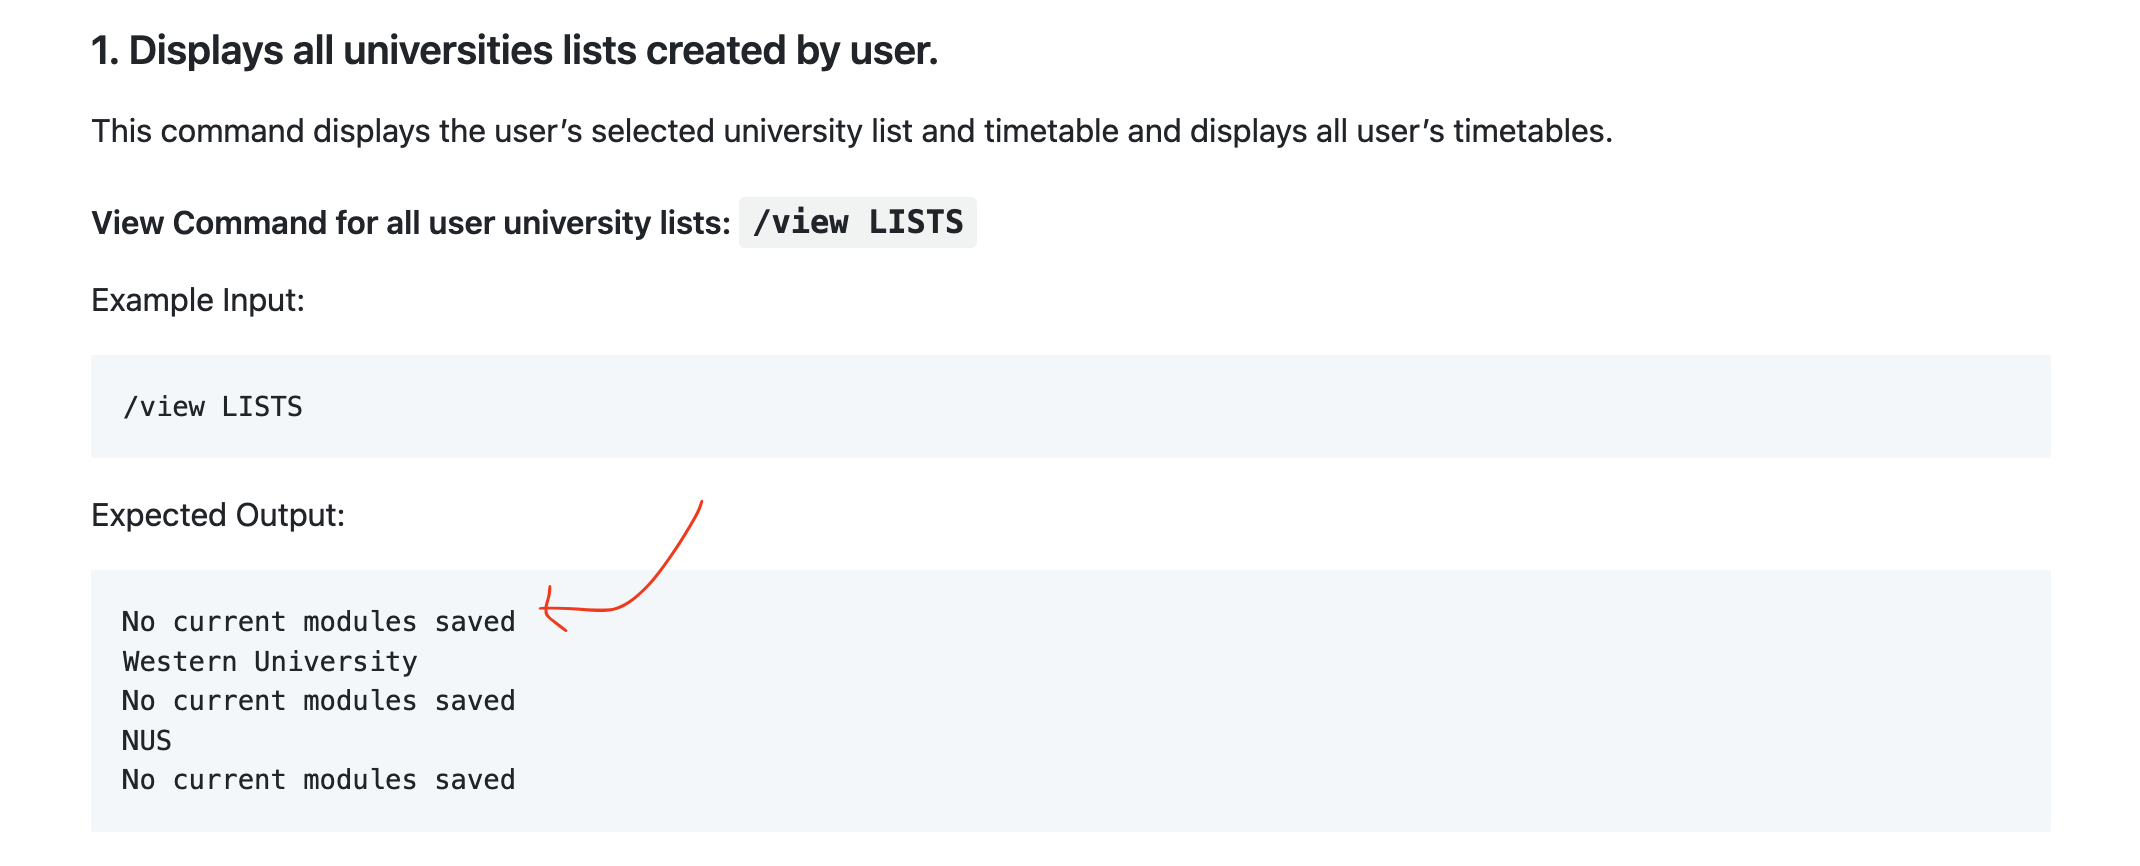 1. Displays all universities lists created by user.
This command displays the user’s selected university list and timetable and displays all user’s timetables.
View Command for all user university lists: /view LISTS
Example Input:
/view LISTS
Expected Output:
No current modules saved
Western University
No current modules saved
NUS
No current modules saved